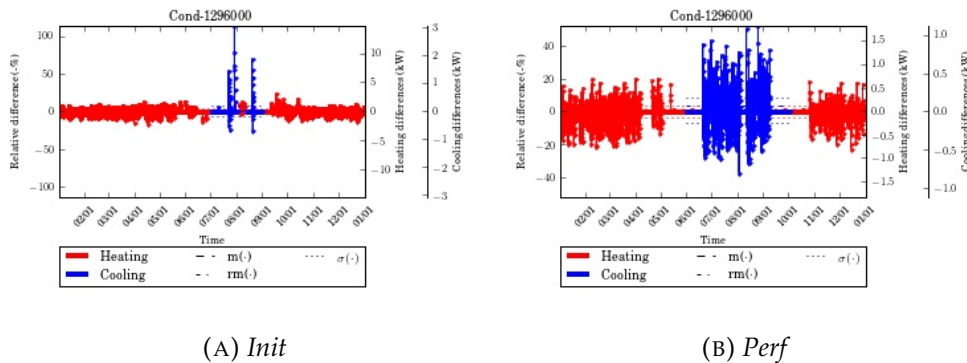 Cond-1296000
Relative difference(-%)
100
50
0
−50
−100
10
5
0
−5
−10
Heating differences(kW)
3
2
1
0
−1
−2
−3
Cooling differences(kW)
02/01 03/01 04/01 05/01 06/01 07/01 08/01 09/01 10/01 11/01 12/01 01/01
Time
Heating m(·) σ(·)
Cooling rm(·)
(A) Init
Cond-1296000
Relative difference(-%)
40
20
0
−20
−40
1.5
1.0
0.5
0.0
−0.5
−1.0
−1.5
Heating differences(kW)
1.0
0.5
0.0
−0.5
−1.0
Cooling differences(kW)
02/01 03/01 04/01 05/01 06/01 07/01 08/01 09/01 10/01 11/01 12/01 01/01
Time
Heating m(·) σ(·)
Cooling rm(·)
(B) Perf